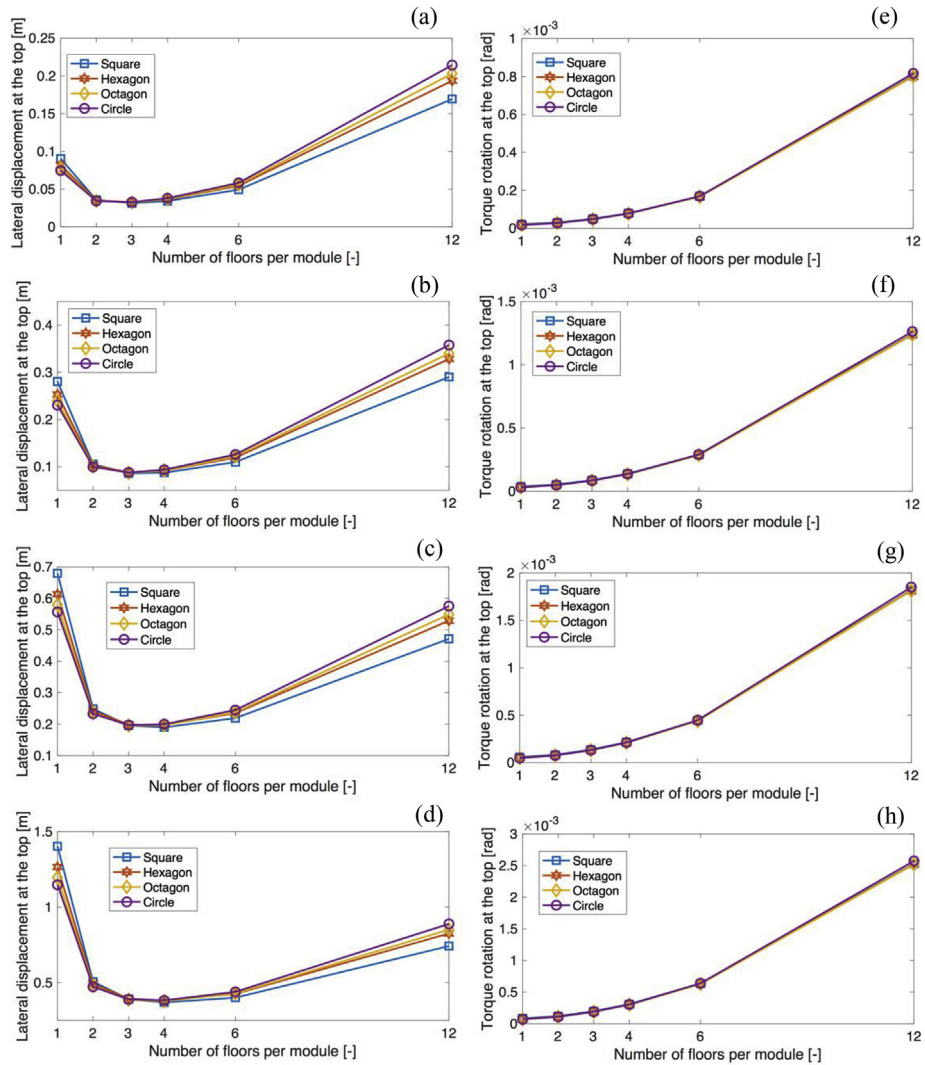 (a)
Lateral displacement at the top [m]
0.25
0.2
0.15
0.1
0.05
0
Square
Hexagon
Octagon
Circle
1 2 3 4 6 12
Number of floors per module [-]
(e)
×10⁻³
Torque rotation at the top [rad]
1
0.8
0.6
0.4
0.2
0
Square
Hexagon
Octagon
Circle
1 2 3 4 6 12
Number of floors per module [-]
(b)
Lateral displacement at the top [m]
0.4
0.3
0.2
0.1
Square
Hexagon
Octagon
Circle
1 2 3 4 6 12
Number of floors per module [-]
(f)
×10⁻³
Torque rotation at the top [rad]
1.5
1
0.5
0
Square
Hexagon
Octagon
Circle
1 2 3 4 6 12
Number of floors per module [-]
(c)
Lateral displacement at the top [m]
0.7
0.6
0.5
0.4
0.3
0.2
0.1
Square
Hexagon
Octagon
Circle
1 2 3 4 6 12
Number of floors per module [-]
(g)
×10⁻³
Torque rotation at the top [rad]
2
1.5
1
0.5
0
Square
Hexagon
Octagon
Circle
1 2 3 4 6 12
Number of floors per module [-]
(d)
Lateral displacement at the top [m]
1.5
1
0.5
Square
Hexagon
Octagon
Circle
1 2 3 4 6 12
Number of floors per module [-]
(h)
×10⁻³
Torque rotation at the top [rad]
3
2.5
2
1.5
1
0.5
0
Square
Hexagon
Octagon
Circle
1 2 3 4 6 12
Number of floors per module [-]